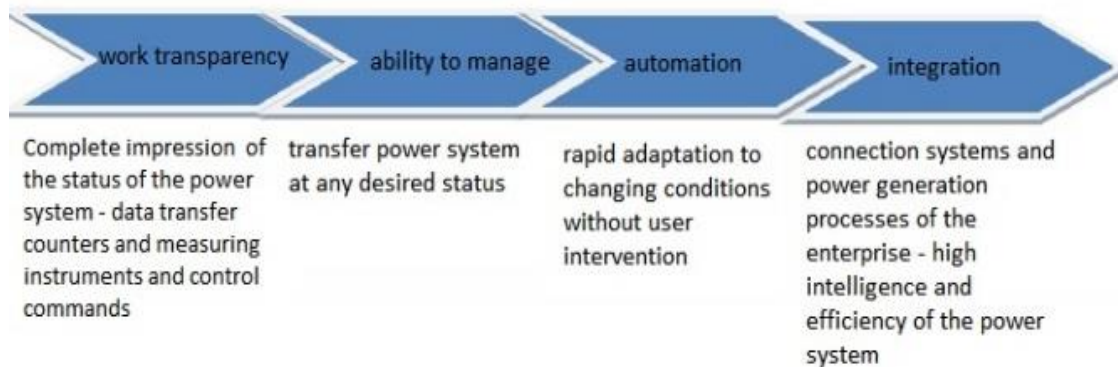 work transparency
ability to manage
automation
integration
Complete impression of
the status of the power
system - data transfer
counters and measuring
instruments and control
commands
transfer power system
at any desired status
rapid adaptation to
changing conditions
without user
intervention
connection systems and
power generation
processes of the
enterprise - high
intelligence and
efficiency of the power
system